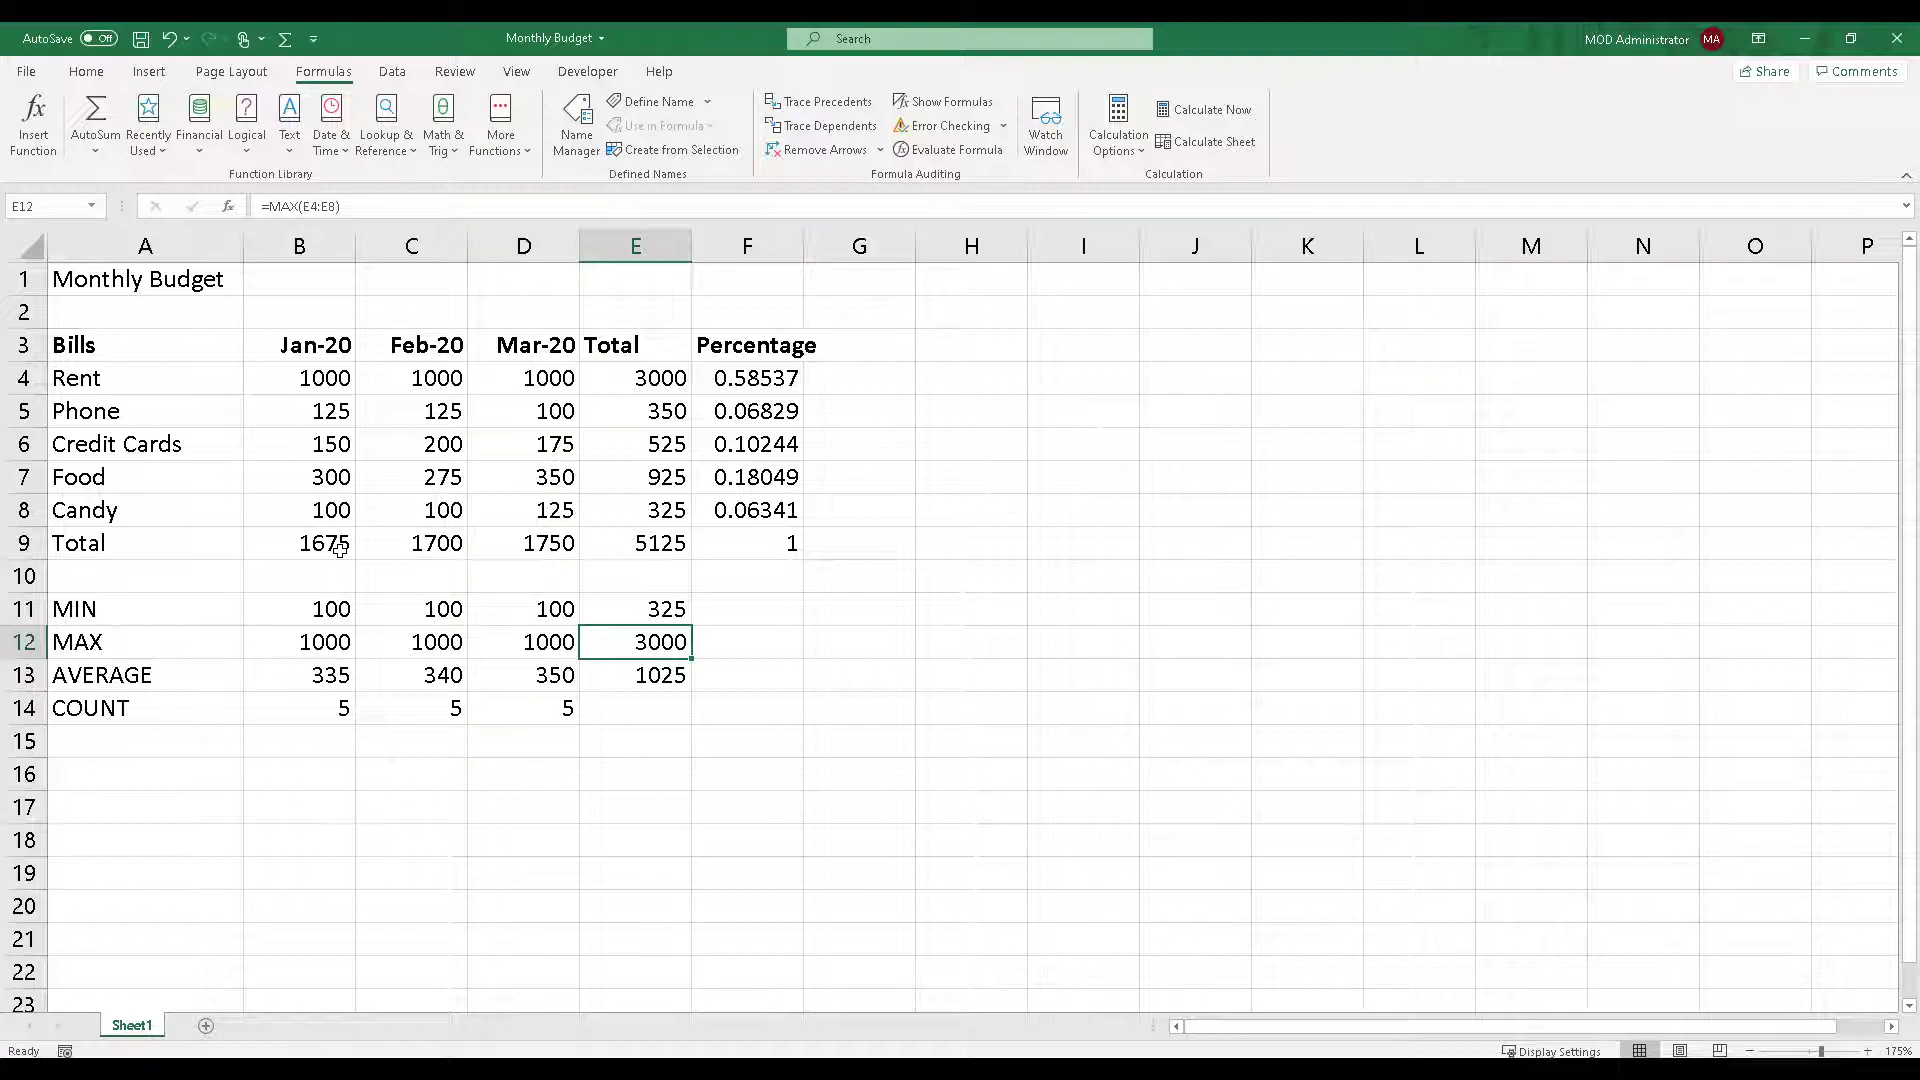 AutoSave Off Monthly Budget Search MOD Administrator MA
File Home Insert Page Layout Formulas Data Review View Developer Help Share Comments
fx Insert Function
AutoSum
Recently Used
Financial
Logical
Text
Date & Time
Lookup & Reference
Math & Trig
More Functions
Function Library
Name Manager
Define Name
Use in Formula
Create from Selection
Defined Names
Trace Precedents
Trace Dependents
Remove Arrows
Show Formulas
Error Checking
Evaluate Formula
Formula Auditing
Watch Window
Calculation Options
Calculate Now
Calculate Sheet
Calculation
E12 fx =MAX(E4:E8)
A B C D E F G H I J K L M N O P
1 Monthly Budget
2
3 Bills Jan-20 Feb-20 Mar-20 Total Percentage
4 Rent 1000 1000 1000 3000 0.58537
5 Phone 125 125 100 350 0.06829
6 Credit Cards 150 200 175 525 0.10244
7 Food 300 275 350 925 0.18049
8 Candy 100 100 125 325 0.06341
9 Total 1675 1700 1750 5125 1
10
11 MIN 100 100 100 325
12 MAX 1000 1000 1000 3000
13 AVERAGE 335 340 350 1025
14 COUNT 5 5 5
15
16
17
18
19
20
21
22
23
Sheet1
Ready Display Settings 175%